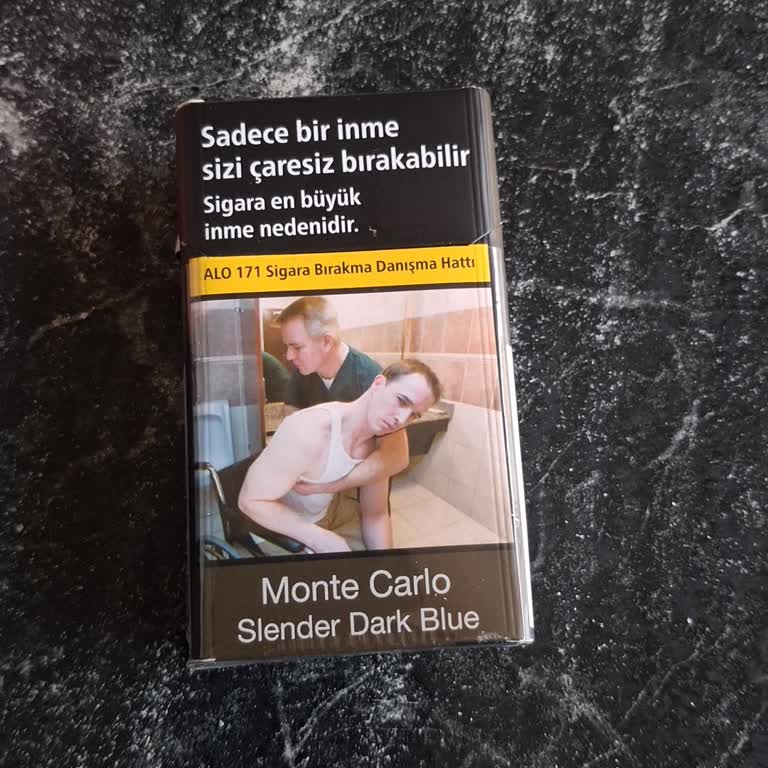 Sadece bir inme
sizi çaresiz bırakabilir
Sigara en büyük
inme nedenidir.
ALO 171 Sigara Bırakma Danışma Hattı
Monte Carlo
Slender Dark Blue